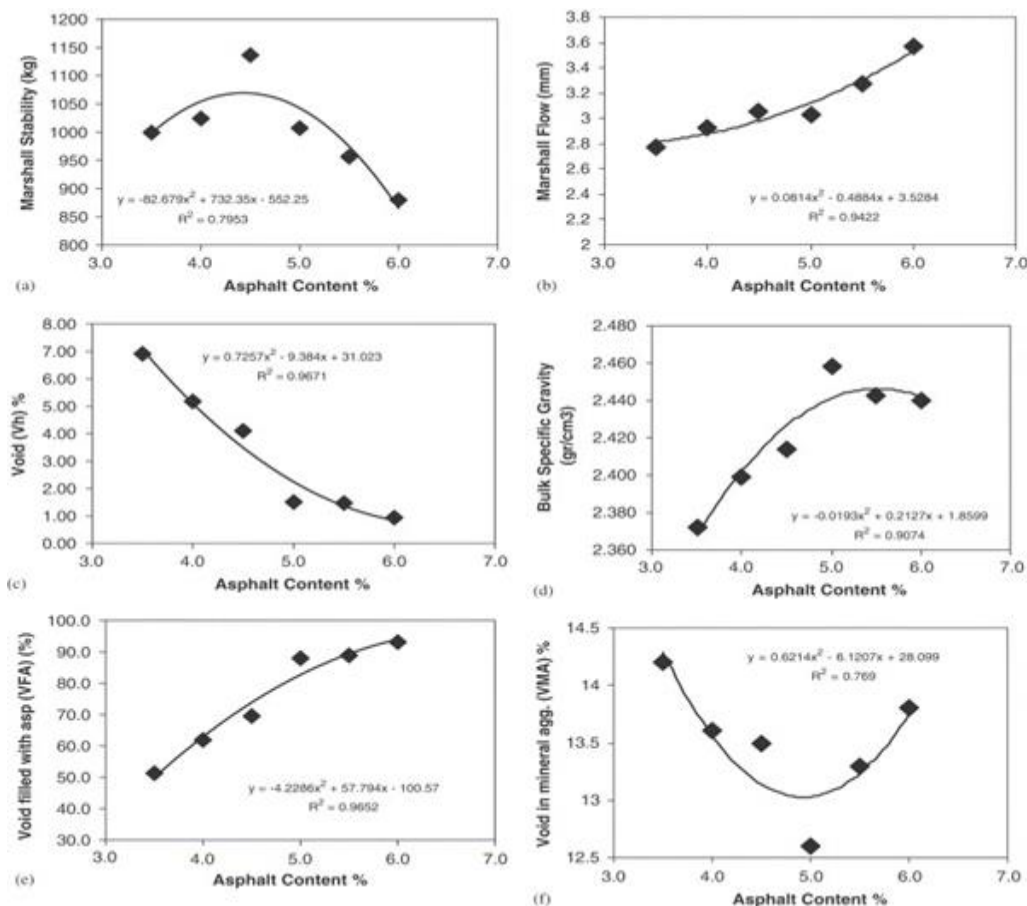 1200
1150
1100
1050
1000
950
900
850
800
Marshall Stability (kg)
y = -82.679x² + 732.35x - 552.25
R² = 0.7953
3.0 4.0 5.0 6.0 7.0
(a) Asphalt Content %
3.8
3.6
3.4
3.2
3
2.8
2.6
2.4
2.2
2
Marshall Flow (mm)
y = 0.0814x² - 0.4884x + 3.5284
R² = 0.9422
3.0 4.0 5.0 6.0 7.0
(b) Asphalt Content %
8.00
7.00
6.00
5.00
4.00
3.00
2.00
1.00
0.00
Void (Vh) %
y = 0.7257x² - 9.384x + 31.023
R² = 0.9671
3.0 4.0 5.0 6.0 7.0
(c) Asphalt Content %
2.480
2.460
2.440
2.420
2.400
2.380
2.360
Bulk Specific Gravity
(gr/cm3)
y = -0.0193x² + 0.2127x + 1.8599
R² = 0.9074
3.0 4.0 5.0 6.0 7.0
(d) Asphalt Content %
100.0
90.0
80.0
70.0
60.0
50.0
40.0
30.0
Void filled with asp (VFA) (%)
y = -4.2286x² + 57.794x - 100.57
R² = 0.9652
3.0 4.0 5.0 6.0 7.0
(e) Asphalt Content %
14.5
14
13.5
13
12.5
Void in mineral agg. (VMA) %
y = 0.6214x² - 6.1207x + 28.099
R² = 0.769
3.0 4.0 5.0 6.0 7.0
(f) Asphalt Content %